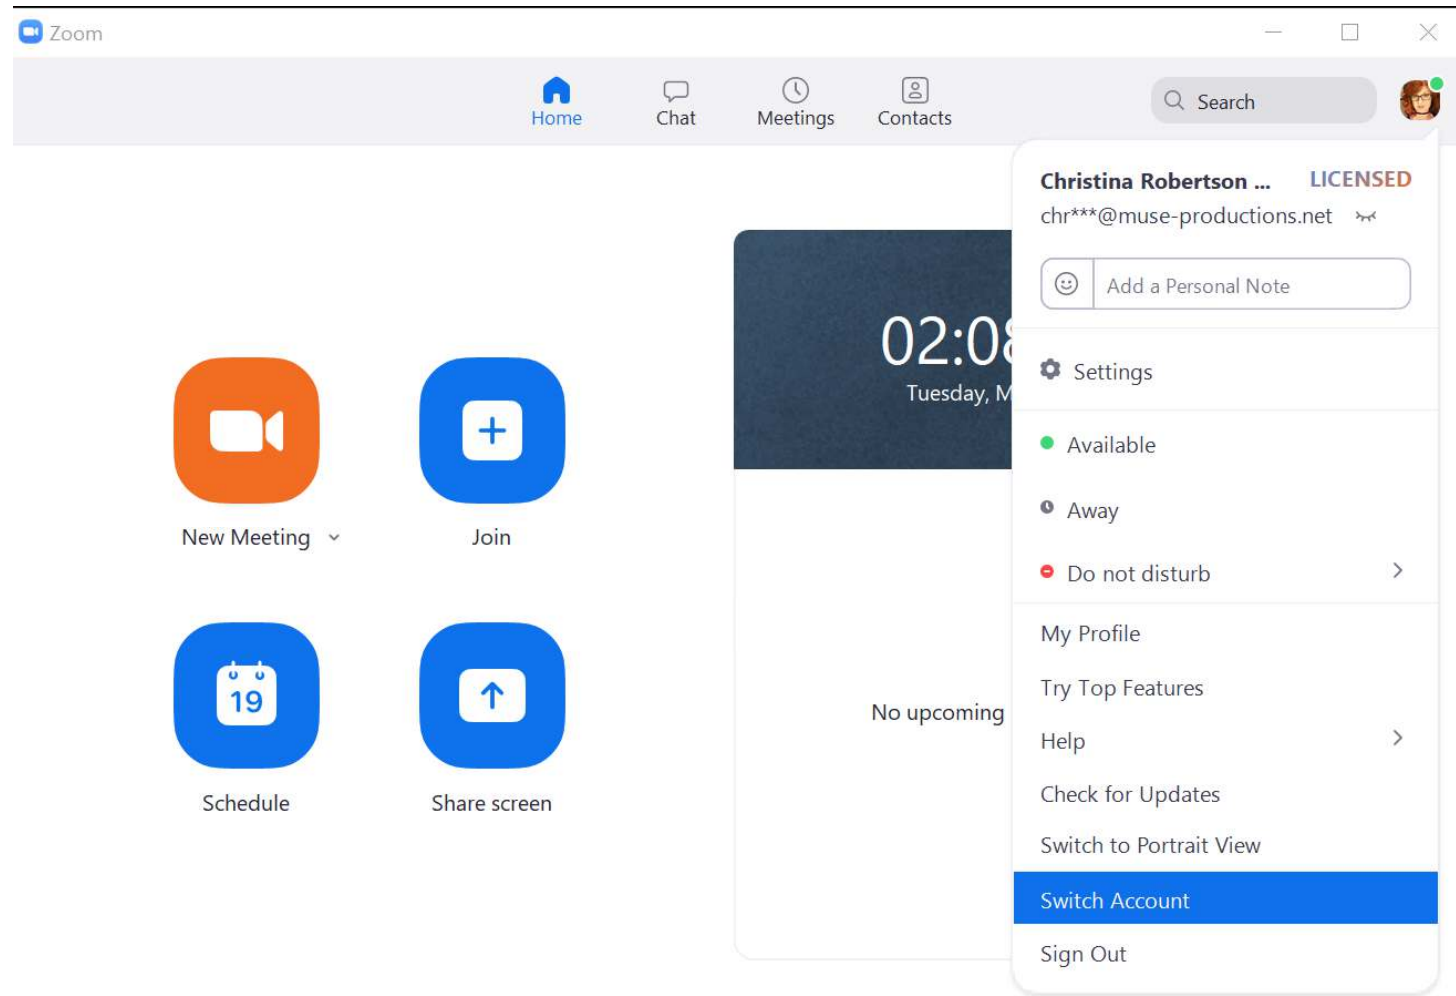 Zoom
Home
Chat
Meetings
Contacts
Search
Christina Robertson ...
LICENSED
chr***@muse-productions.net
Add a Personal Note
02:08
Tuesday, M
Settings
Available
Away
New Meeting
Join
Do not disturb
My Profile
Try Top Features
19
No upcoming
Help
Schedule
Share screen
Check for Updates
Switch to Portrait View
Switch Account
Sign Out